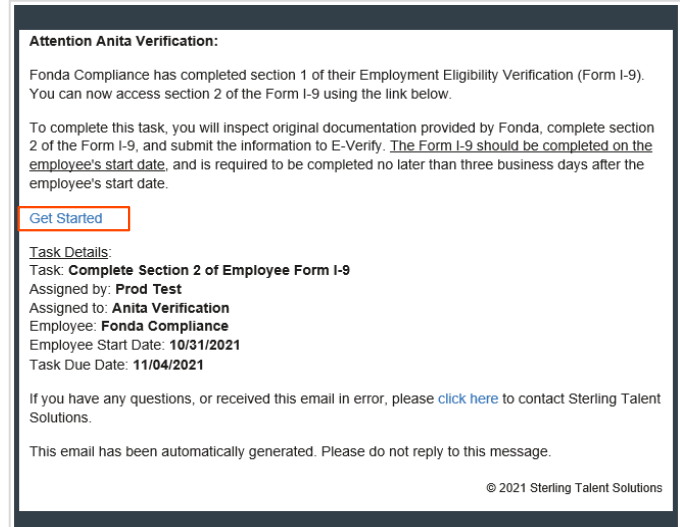 Attention Anita Verification:
Fonda Compliance has completed section 1 of their Employment Eligibility Verification (Form I-9).
You can now access section 2 of the Form I-9 using the link below.
To complete this task, you will inspect original documentation provided by Fonda, complete section
2 of the Form I-9, and submit the information to E-Verify. The Form I-9 should be completed on the
employee's start date, and is required to be completed no later than three business days after the
employee's start date.
Get Started
Task Details:
Task: Complete Section 2 of Employee Form I-9
Assigned by: Prod Test
Assigned to: Anita Verification
Employee: Fonda Compliance
Employee Start Date: 10/31/2021
Task Due Date: 11/04/2021
If you have any questions, or received this email in error, please click here to contact Sterling Talent
Solutions.
This email has been automatically generated. Please do not reply to this message.
© 2021 Sterling Talent Solutions